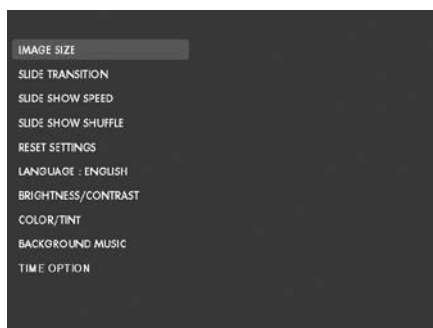 IMAGE SIZE
SLIDE TRANSITION
SLIDE SHOW SPEED
SLIDE SHOW SHUFFLE
RESET SETTINGS
LANGUAGE : ENGLISH
BRIGHTNESS/CONTRAST
COLOR/TINT
BACKGROUND MUSIC
TIME OPTION